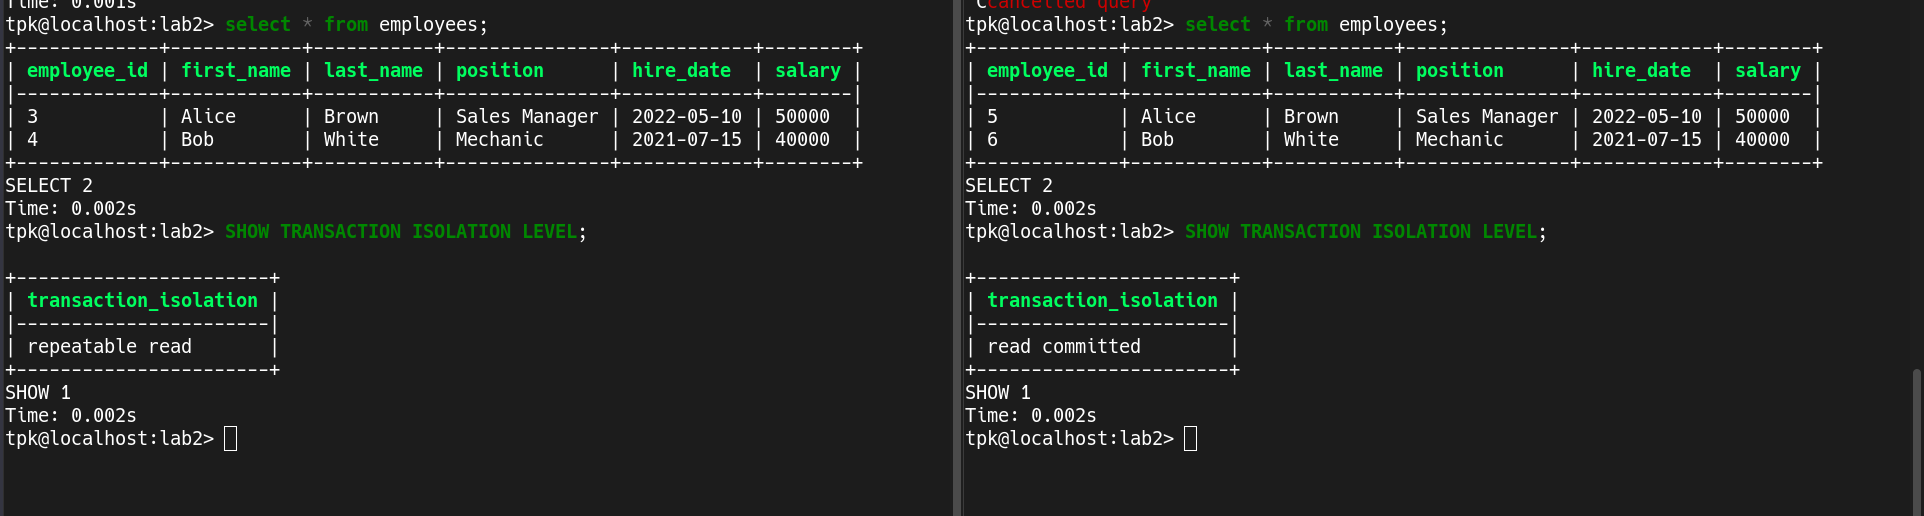 Time: 0.001s
tpk@localhost:lab2> select * from employees;
+-------------+------------+-----------+---------------+------------+--------+
| employee_id | first_name | last_name | position      | hire_date  | salary |
|-------------+------------+-----------+---------------+------------+--------|
| 3           | Alice      | Brown     | Sales Manager | 2022-05-10 | 50000  |
| 4           | Bob        | White     | Mechanic      | 2021-07-15 | 40000  |
+-------------+------------+-----------+---------------+------------+--------+
SELECT 2
Time: 0.002s
tpk@localhost:lab2> SHOW TRANSACTION ISOLATION LEVEL;
+-----------------------+
| transaction_isolation |
|-----------------------|
| repeatable read       |
+-----------------------+
SHOW 1
Time: 0.002s
tpk@localhost:lab2>
^Ccancelled query
tpk@localhost:lab2> select * from employees;
+-------------+------------+-----------+---------------+------------+--------+
| employee_id | first_name | last_name | position      | hire_date  | salary |
|-------------+------------+-----------+---------------+------------+--------|
| 5           | Alice      | Brown     | Sales Manager | 2022-05-10 | 50000  |
| 6           | Bob        | White     | Mechanic      | 2021-07-15 | 40000  |
+-------------+------------+-----------+---------------+------------+--------+
SELECT 2
Time: 0.002s
tpk@localhost:lab2> SHOW TRANSACTION ISOLATION LEVEL;
+-----------------------+
| transaction_isolation |
|-----------------------|
| read committed        |
+-----------------------+
SHOW 1
Time: 0.002s
tpk@localhost:lab2>